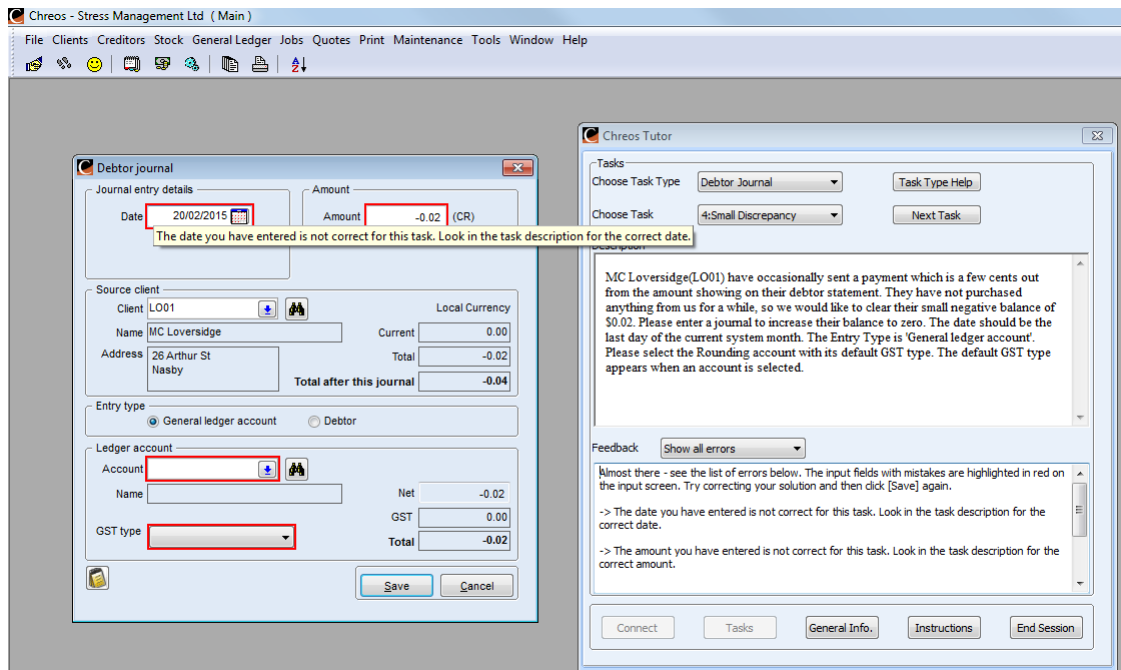 Chreos - Stress Management Ltd ( Main )
File Clients Creditors Stock General Ledger Jobs Quotes Print Maintenance Tools Window Help
Debtor journal
Journal entry details
Date 20/02/2015
Amount
Amount -0.02 (CR)
The date you have entered is not correct for this task. Look in the task description for the correct date.
Source client
Client LO01
Local Currency
Name MC Loversidge
Current 0.00
Address 26 Arthur St
Nasby
Total -0.02
Total after this journal -0.04
Entry type
General ledger account Debtor
Ledger account
Account
Name
Net -0.02
GST 0.00
GST type
Total -0.02
Save Cancel
Chreos Tutor
Tasks
Choose Task Type Debtor Journal Task Type Help
Choose Task 4:Small Discrepancy Next Task
Description
MC Loversidge(LO01) have occasionally sent a payment which is a few cents out
from the amount showing on their debtor statement. They have not purchased
anything from us for a while, so we would like to clear their small negative balance of
$0.02. Please enter a journal to increase their balance to zero. The date should be the
last day of the current system month. The Entry Type is 'General ledger account'.
Please select the Rounding account with its default GST type. The default GST type
appears when an account is selected.
Feedback Show all errors
Almost there - see the list of errors below. The input fields with mistakes are highlighted in red on
the input screen. Try correcting your solution and then click [Save] again.
-> The date you have entered is not correct for this task. Look in the task description for the
correct date.
-> The amount you have entered is not correct for this task. Look in the task description for the
correct amount.
Connect Tasks General Info. Instructions End Session